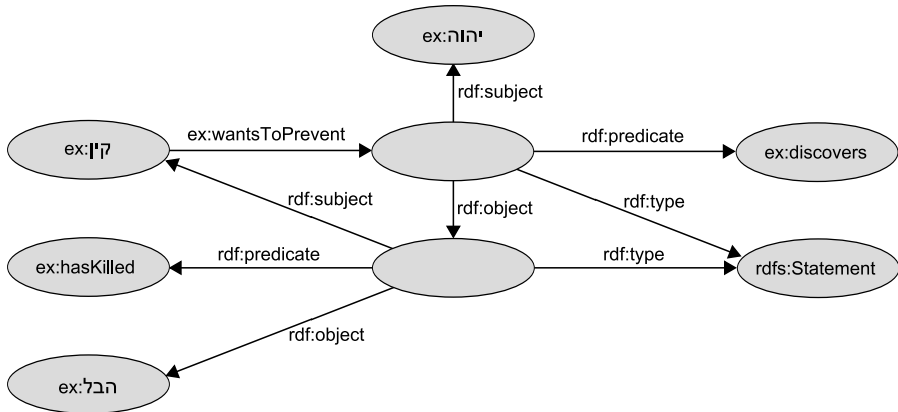 ex:יהוה
rdf:subject
ex:wantsToPrevent
rdf:predicate
ex:קין
ex:discovers
rdf:subject
rdf:object
rdf:type
ex:hasKilled
rdf:predicate
rdf:type
rdfs:Statement
rdf:object
ex:הבל